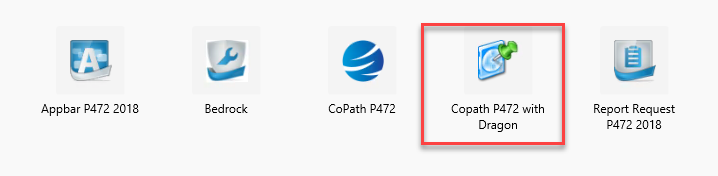 Appbar P472 2018
Bedrock
CoPath P472
Copath P472 with
Dragon
Report Request
P472 2018